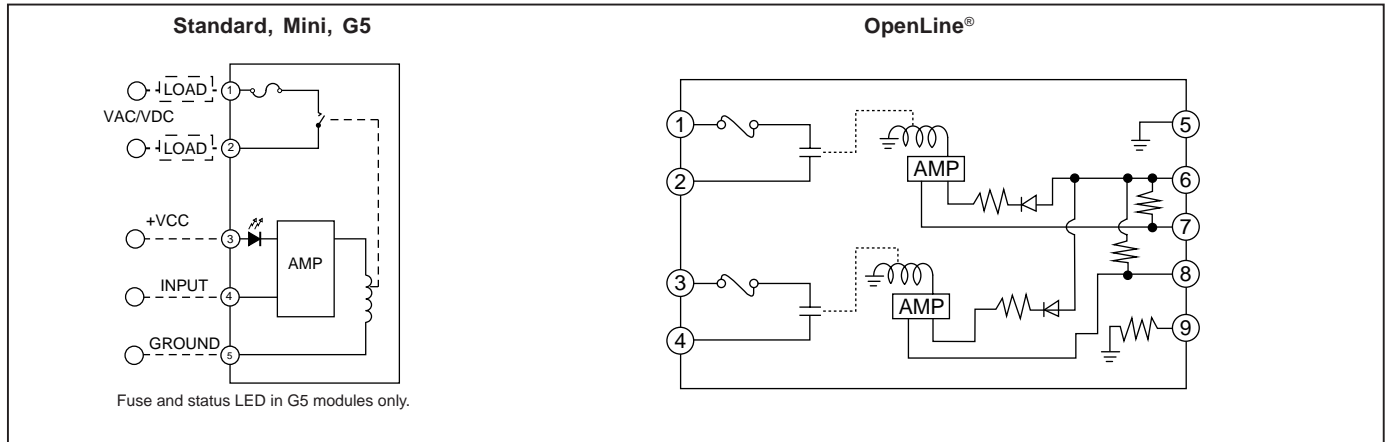 Standard, Mini, G5
LOAD
1
VAC/VDC
LOAD
2
+VCC
3
AMP
INPUT
4
GROUND
5
Fuse and status LED in G5 modules only.
OpenLine®
1
2
3
4
AMP
AMP
5
6
7
8
9